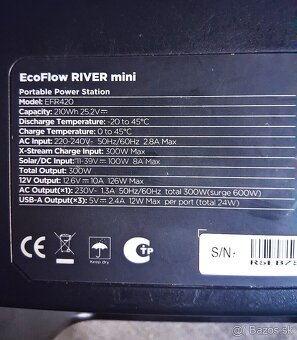 EcoFlow RIVER mini
Portable Power Station
Model: EFR420
Capacity: 210Wh 25.2V⎓
Discharge Temperature: -20 to 45°C
Charge Temperature: 0 to 45°C
AC Input: 220-240V~ 50Hz/60Hz 2.8A Max
X-Stream Charge Input: 300W Max
Solar/DC Input:11-39V⎓100W 8A Max
Total Output: 300W
12V Output: 12.6V⎓10A 126W Max
AC Output(×1): 230V~ 1.3A 50Hz/60Hz total 300W(surge 600W)
USB-A Output(×3): 5V⎓2.4A 12W Max per port (total 24W)
CE
Keep dry
S/N:
Bazos.sk